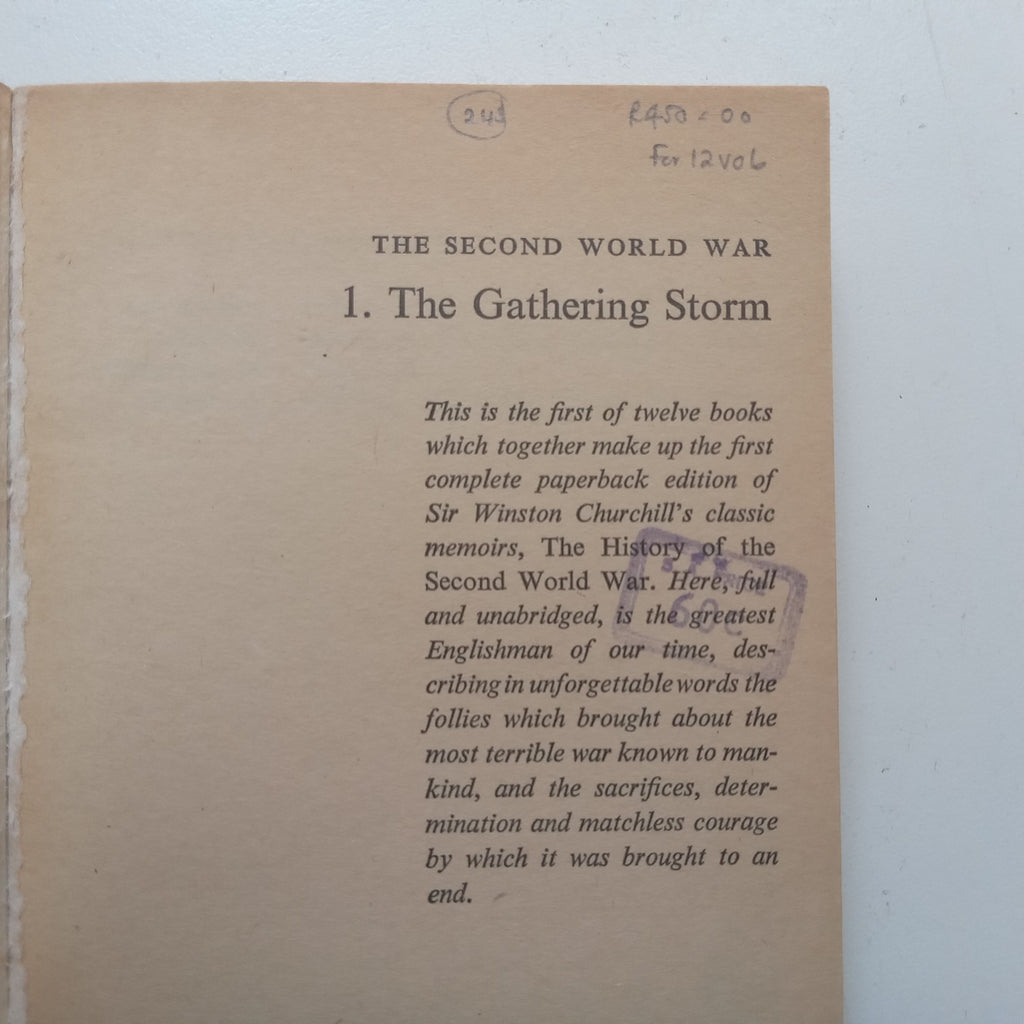 R450=00
for 12 vol
THE SECOND WORLD WAR
1. The Gathering Storm
This is the first of twelve books
which together make up the first
complete paperback edition of
Sir Winston Churchill's classic
memoirs, The History of the
Second World War. Here, full
and unabridged, is the greatest
Englishman of our time, des-
cribing in unforgettable words the
follies which brought about the
most terrible war known to man-
kind, and the sacrifices, deter-
mination and matchless courage
by which it was brought to an
end.
60c